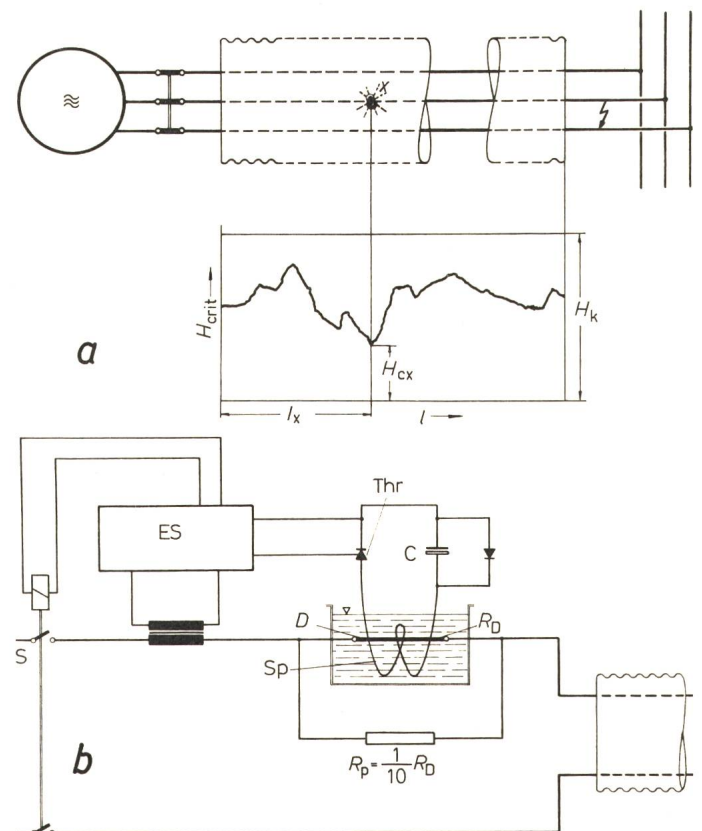 ≋
x
H_crit
H_k
H_cx
a
l_x
l
Thr
ES
C
D
R_D
S
Sp
b
R_p = 1/10 R_D